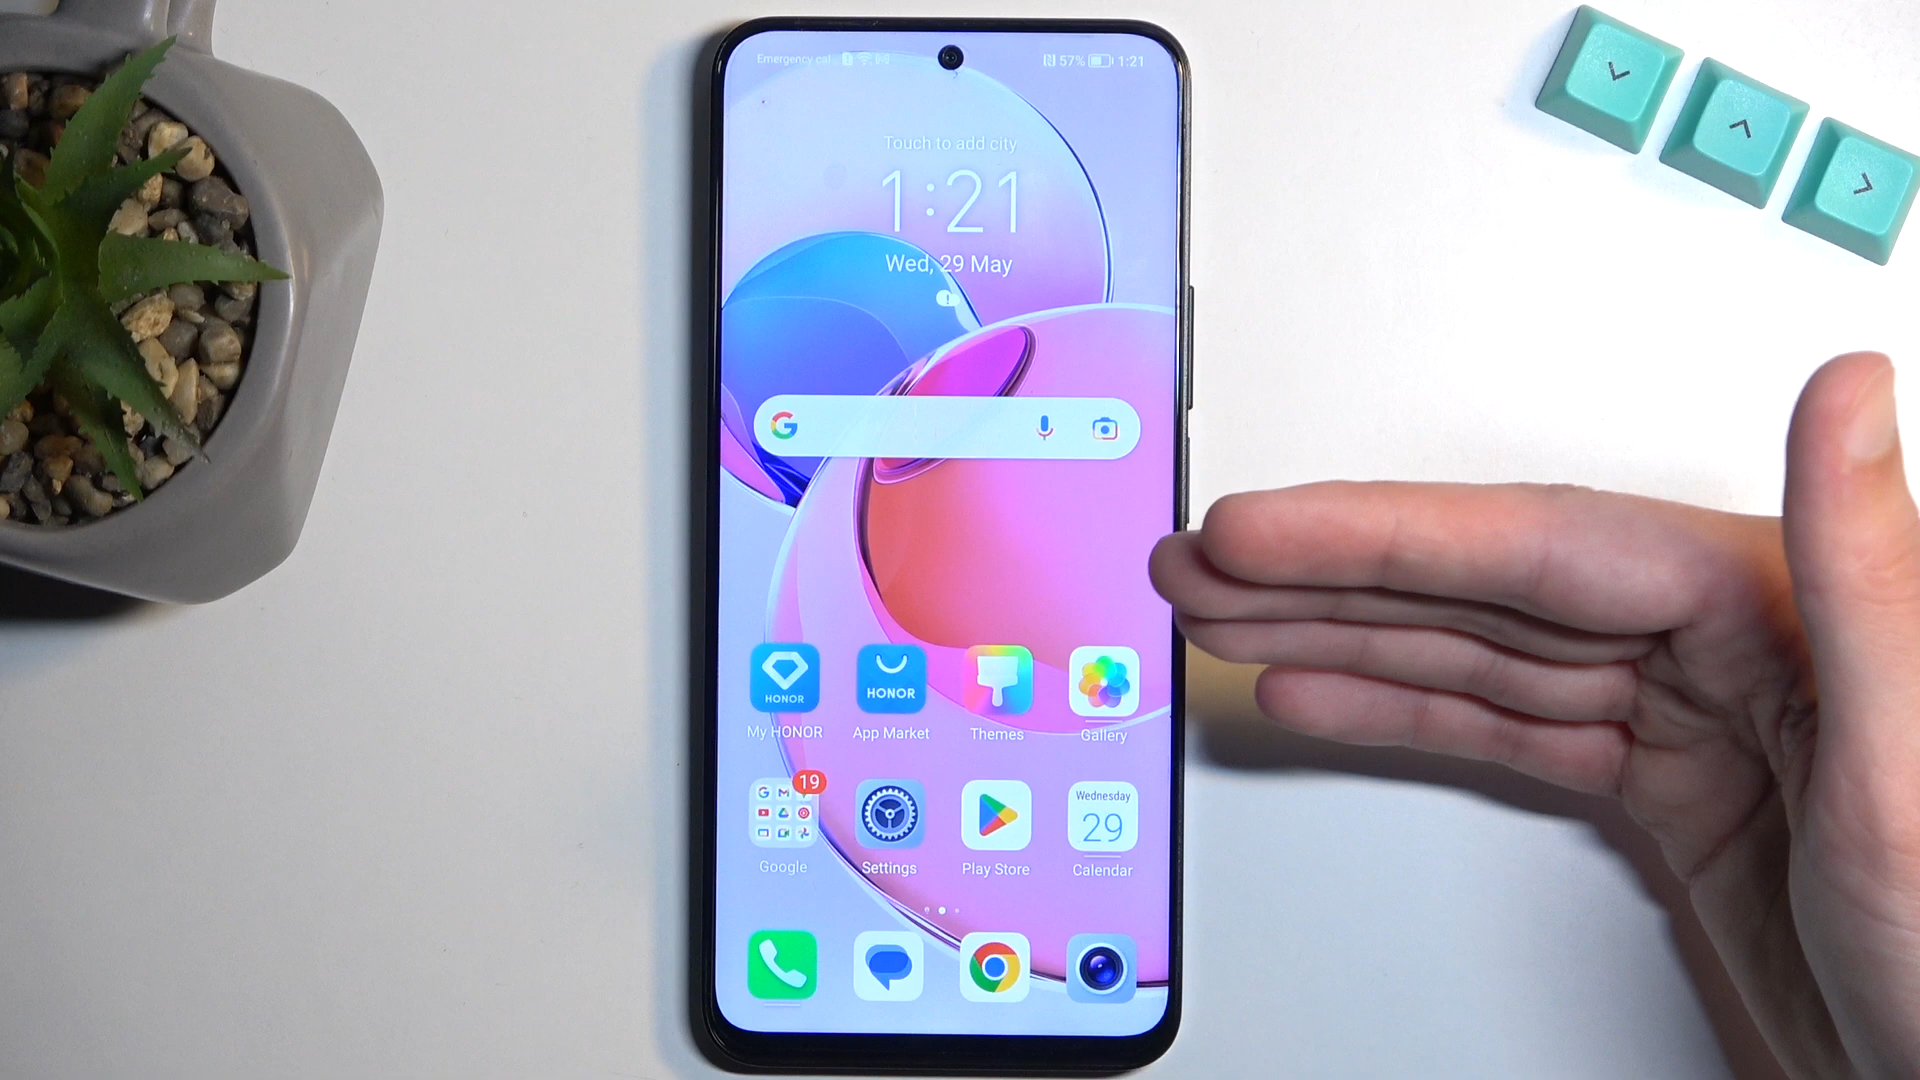 Emergency cal 57% 1:21
Touch to add city
1:21
Wed, 29 May
HONOR HONOR
My HONOR App Market Themes Gallery
19 Wednesday
29
Google Settings Play Store Calendar